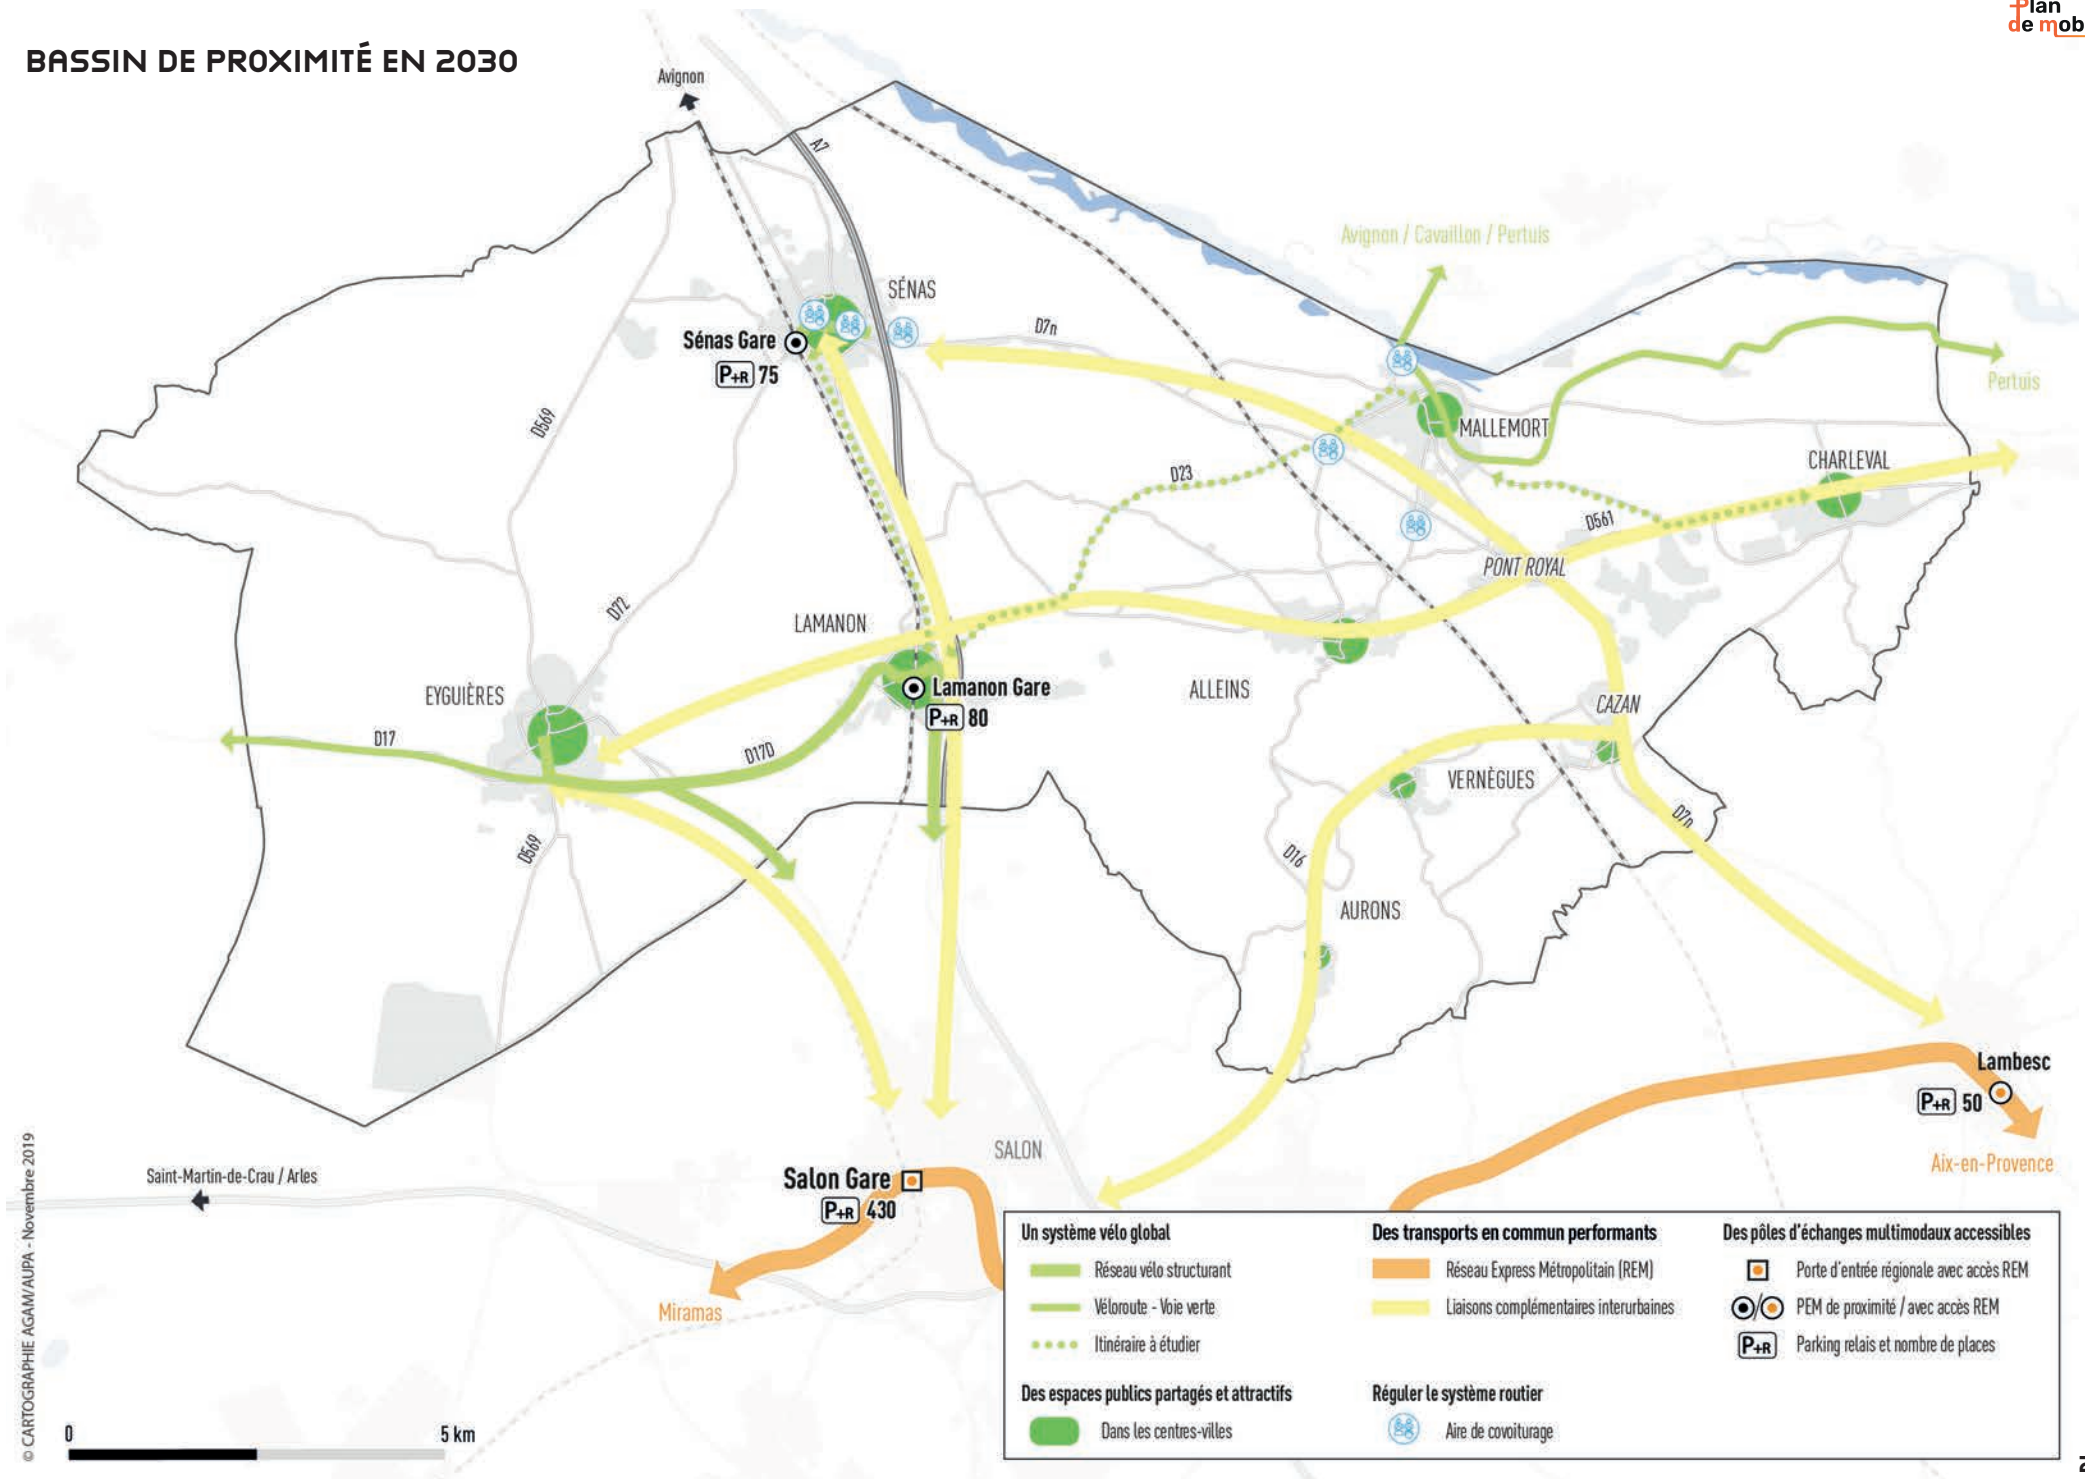 Plan
de mob
BASSIN DE PROXIMITÉ EN 2030
Avignon
A7
Avignon / Cavaillon / Pertuis
SÉNAS
D7n
Sénas Gare
P+R 75
Pertuis
D569
MALLEMORT
CHARLEVAL
D23
D561
PONT ROYAL
D72
LAMANON
EYGUIÈRES
Lamanon Gare
P+R 80
ALLEINS
CAZAN
D17
D17D
VERNÈGUES
D7n
D569
D16
AURONS
Lambesc
P+R 50
SALON
Aix-en-Provence
Saint-Martin-de-Crau / Arles
Salon Gare
P+R 430
Miramas
Un système vélo global
Réseau vélo structurant
Véloroute - Voie verte
Itinéraire à étudier
Des espaces publics partagés et attractifs
Dans les centres-villes
Des transports en commun performants
Réseau Express Métropolitain (REM)
Liaisons complémentaires interurbaines
Réguler le système routier
Aire de covoiturage
Des pôles d'échanges multimodaux accessibles
Porte d'entrée régionale avec accès REM
PEM de proximité / avec accès REM
P+R Parking relais et nombre de places
0 5 km
© CARTOGRAPHIE AGAM/AUPA - Novembre 2019